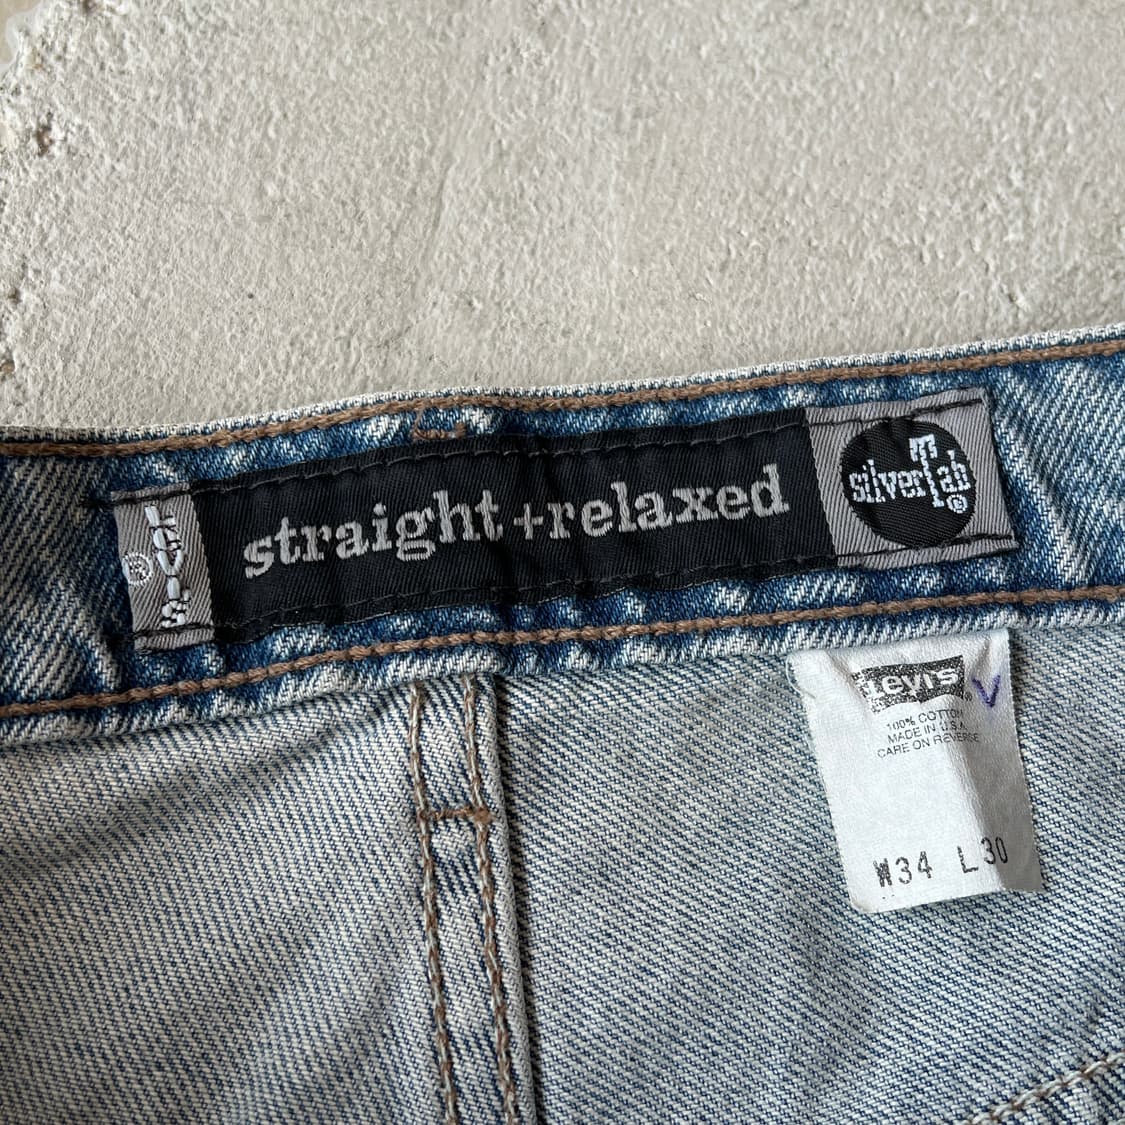 LEVI'S
®
straight+relaxed
silverTab
®
Levi's V
100% COTTON
MADE IN U.S.A.
CARE ON REVERSE
W34 L30